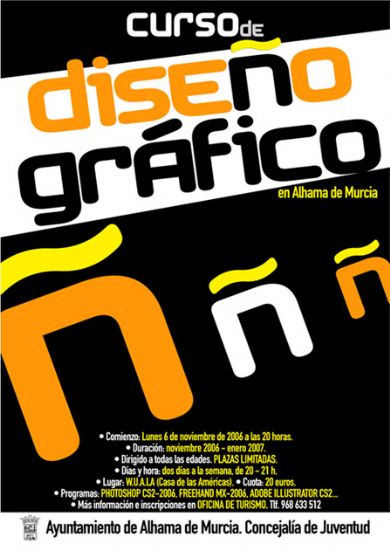 CURSO DE
diseño
gráfico
en Alhama de Murcia
ñ ñ ñ
• Comienzo: Lunes 6 de noviembre de 2006 a las 20 horas.
• Duración: noviembre 2006 - enero 2007.
• Dirigido a todas las edades. PLAZAS LIMITADAS.
• Días y hora: dos días a la semana, de 20 - 21 h.
• Lugar: W.U.A.LA (Casa de las Américas). • Cuota: 20 euros.
• Programas: PHOTOSHOP CS2-2006, FREEHAND MX-2006, ADOBE ILLUSTRATOR CS2...
• Más información e inscripciones en OFICINA DE TURISMO. Tlf. 968 633 512
Ayuntamiento de Alhama de Murcia. Concejalía de Juventud